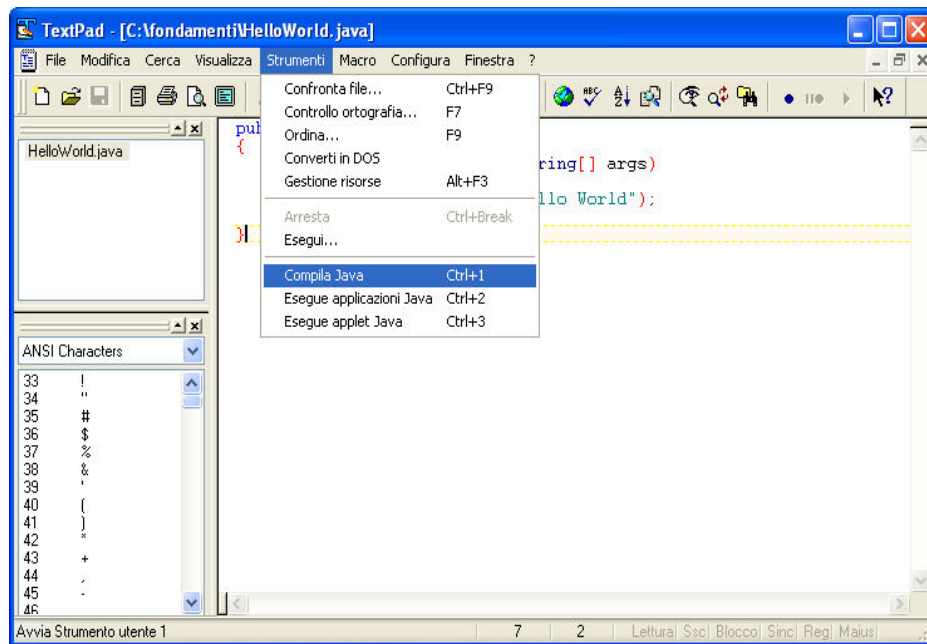 TextPad - [C:\fondamenti\HelloWorld.java]
File Modifica Cerca Visualizza Strumenti Macro Configura Finestra ?
HelloWorld.java
Confronta file... Ctrl+F9
Controllo ortografia... F7
Ordina... F9
Converti in DOS
Gestione risorse Alt+F3
Arresta Ctrl+Break
Esegui...
Compila Java Ctrl+1
Esegue applicazioni Java Ctrl+2
Esegue applet Java Ctrl+3
pu
{
ring[] args)
llo World");
}
ANSI Characters
33 !
34 "
35 #
36 $
37 %
38 &
39 '
40 (
41 )
42 *
43 +
44 ,
45 -
46
Avvia Strumento utente 1 7 2 Lettura Ssc Blocco Sinc Reg Maius